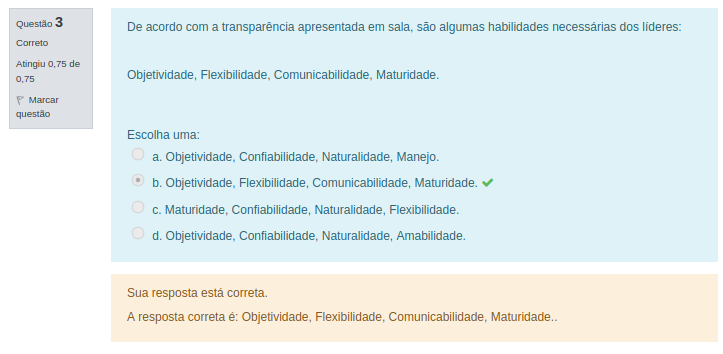 Questão 3
Correto
Atingiu 0,75 de
0,75
Marcar
questão
De acordo com a transparência apresentada em sala, são algumas habilidades necessárias dos líderes:
Objetividade, Flexibilidade, Comunicabilidade, Maturidade.
Escolha uma:
a. Objetividade, Confiabilidade, Naturalidade, Manejo.
b. Objetividade, Flexibilidade, Comunicabilidade, Maturidade.
c. Maturidade, Confiabilidade, Naturalidade, Flexibilidade.
d. Objetividade, Confiabilidade, Naturalidade, Amabilidade.
Sua resposta está correta.
A resposta correta é: Objetividade, Flexibilidade, Comunicabilidade, Maturidade..